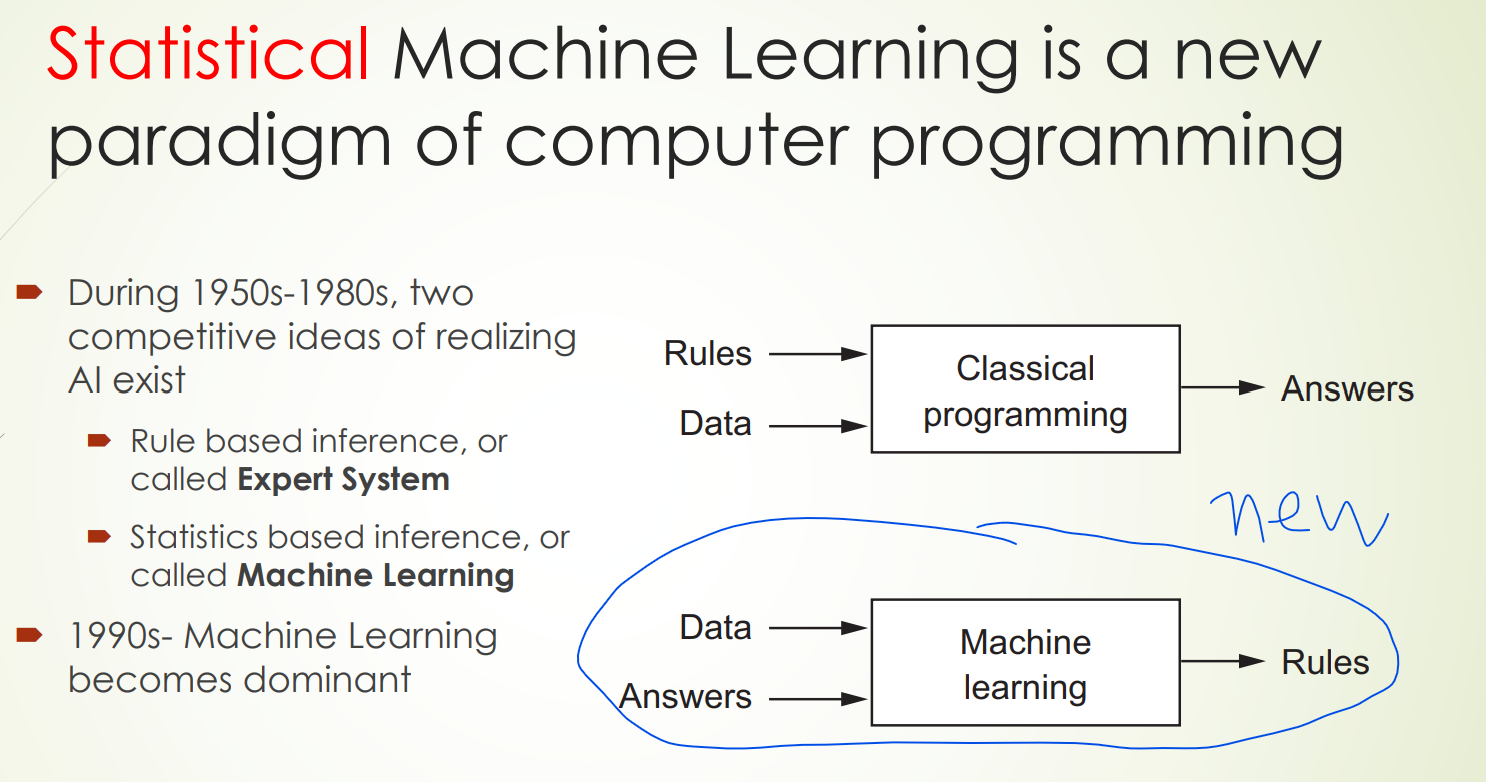 Statistical Machine Learning is a new
paradigm of computer programming
During 1950s-1980s, two
competitive ideas of realizing
AI exist
Rule based inference, or
called Expert System
Statistics based inference, or
called Machine Learning
1990s- Machine Learning
becomes dominant
Rules
Data
Classical
programming
Answers
new
Data
Answers
Machine
learning
Rules